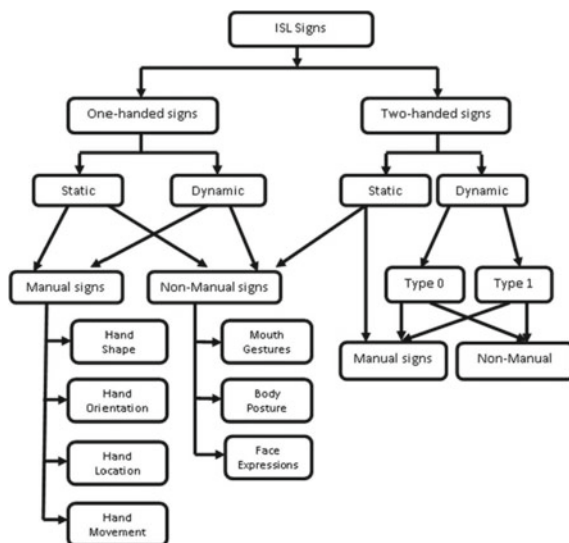 ISL Signs
One-handed signs
Two-handed signs
Static
Dynamic
Static
Dynamic
Manual signs
Non-Manual signs
Type 0
Type 1
Hand
Shape
Mouth
Gestures
Manual signs
Non-Manual
Hand
Orientation
Body
Posture
Hand
Location
Face
Expressions
Hand
Movement